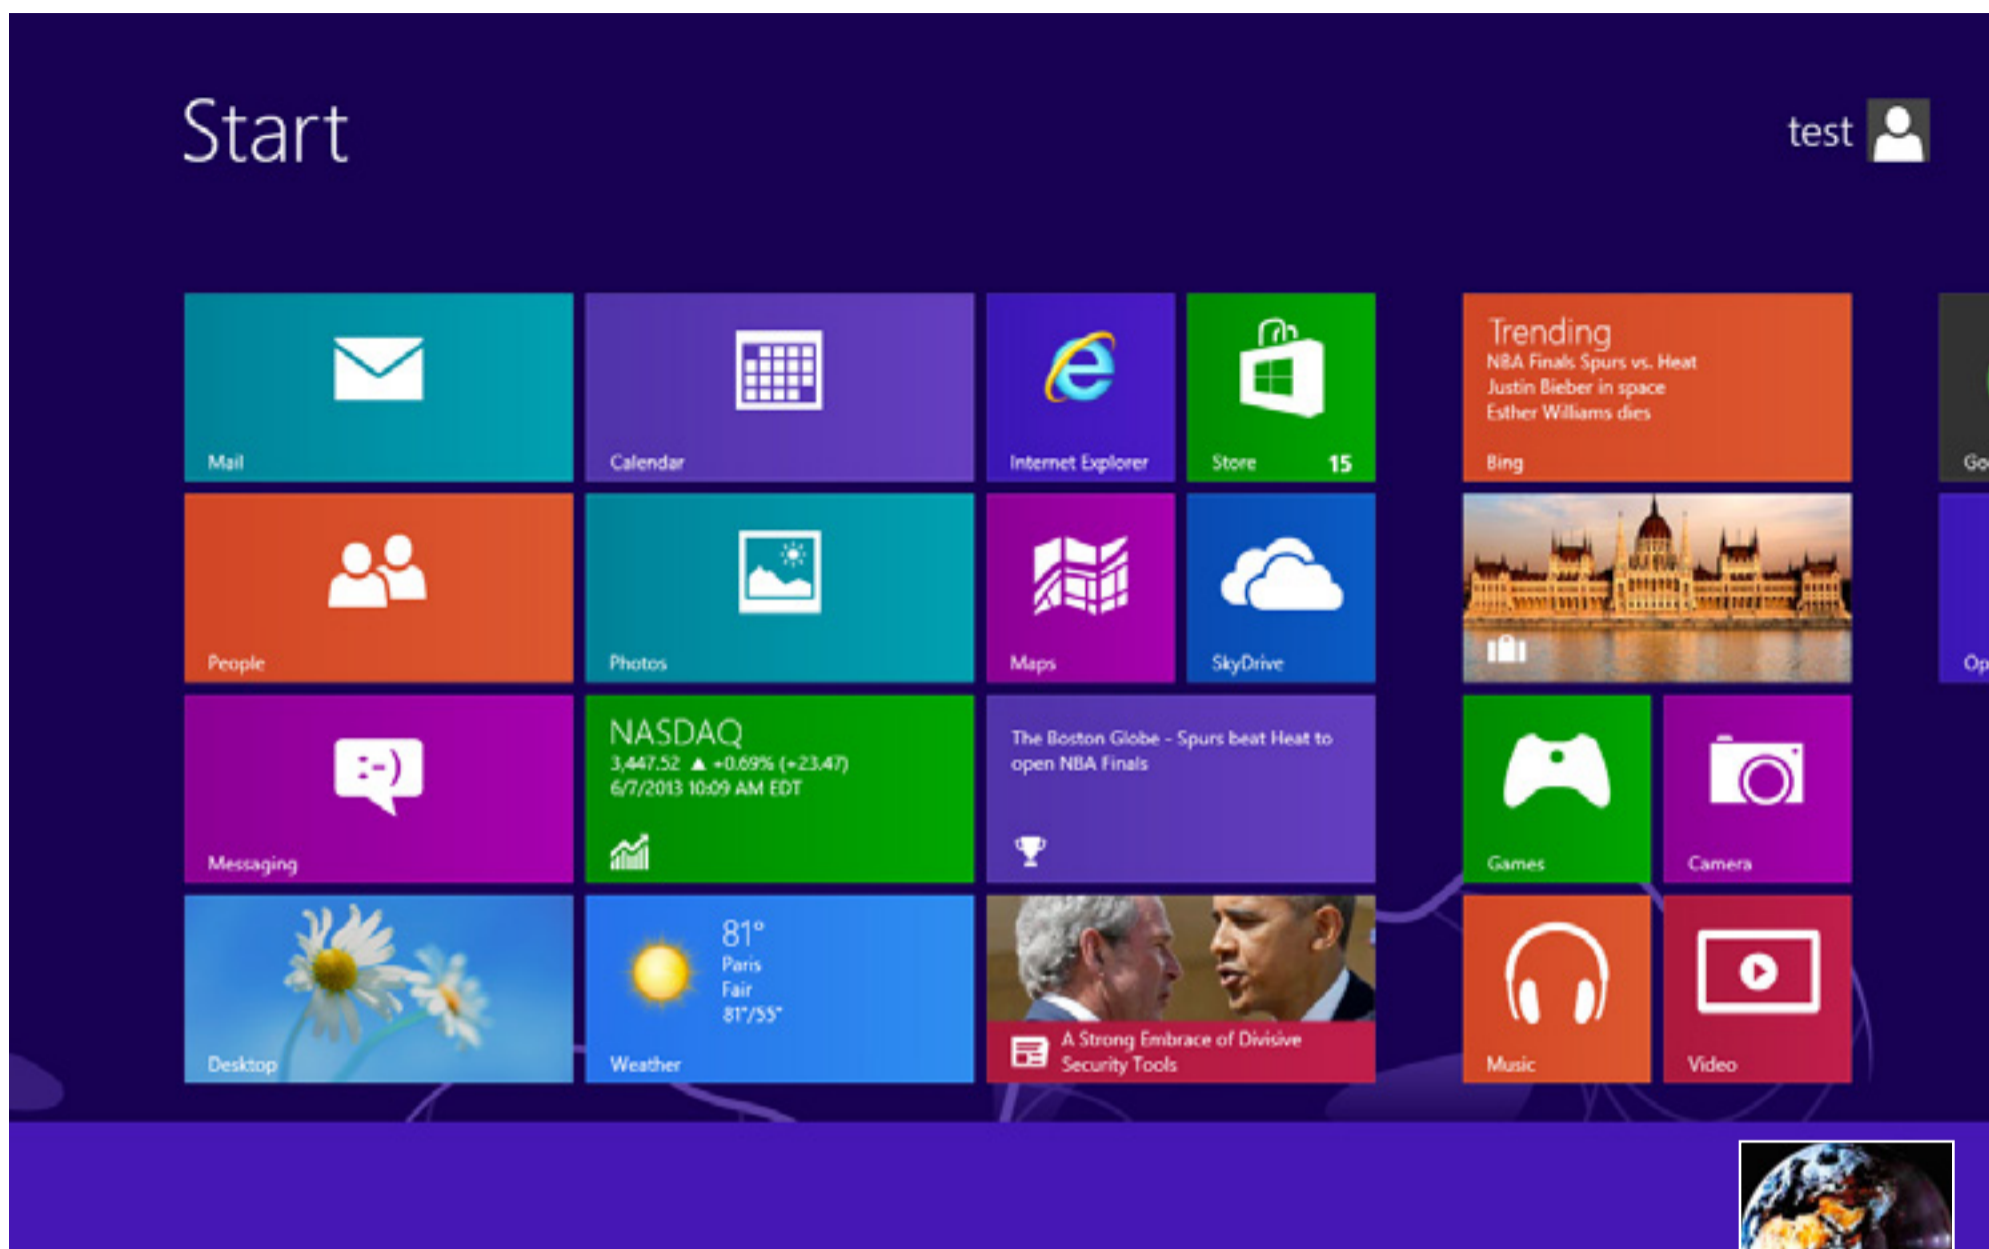 Start
test
Mail
Calendar
Internet Explorer
Store 15
Trending
NBA Finals Spurs vs. Heat
Justin Bieber in space
Esther Williams dies
Bing
Go
People
Photos
Maps
SkyDrive
Op
:-)
Messaging
NASDAQ
3,447.52 ▲ +0.69% (+23.47)
6/7/2013 10:09 AM EDT
The Boston Globe - Spurs beat Heat to
open NBA Finals
Games
Camera
Desktop
81°
Paris
Fair
81°/55°
Weather
A Strong Embrace of Divisive
Security Tools
Music
Video